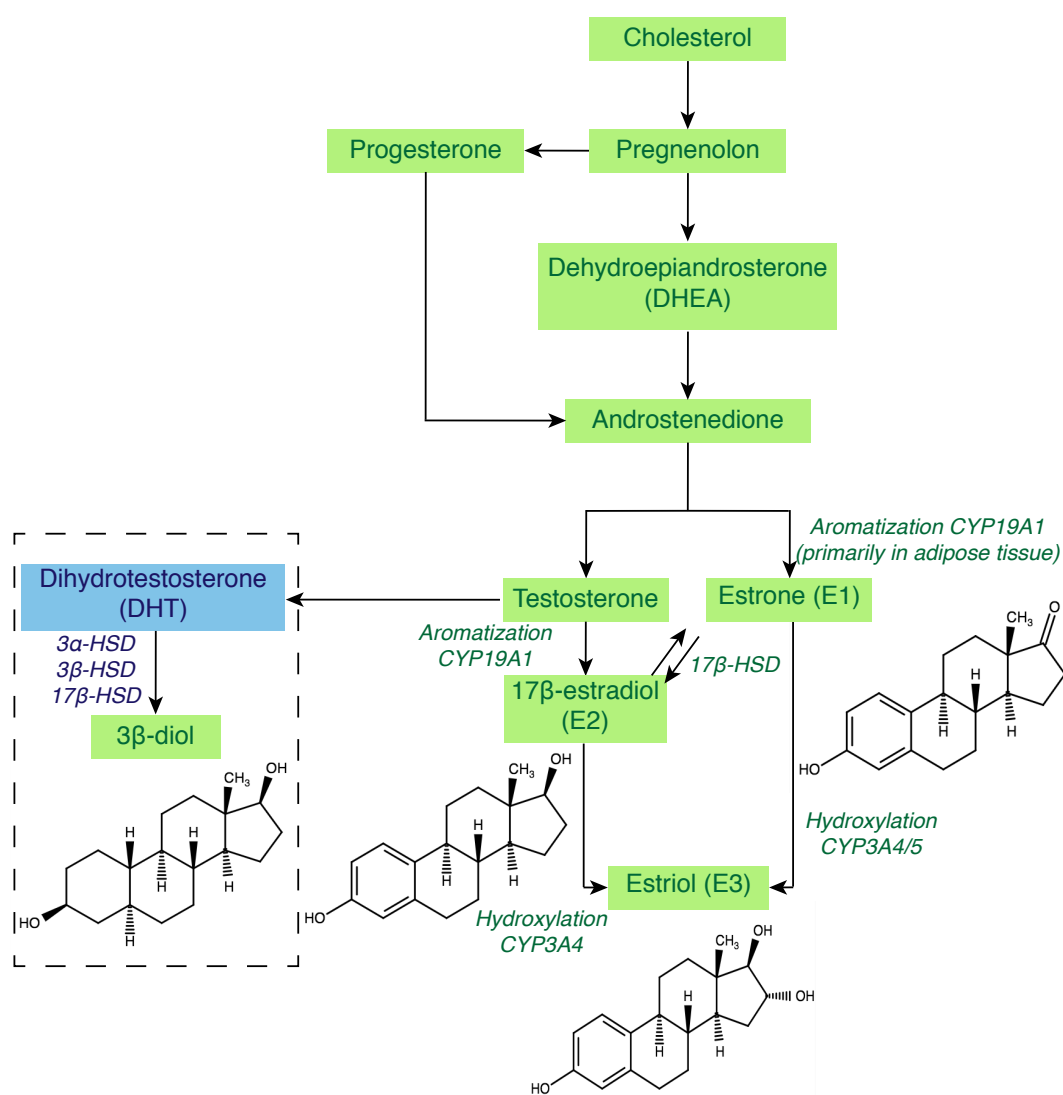 Cholesterol
Progesterone
Pregnenolon
Dehydroepiandrosterone
(DHEA)
Androstenedione
Aromatization CYP19A1
(primarily in adipose tissue)
Dihydrotestosterone
(DHT)
Testosterone
Estrone (E1)
3α-HSD
3β-HSD
17β-HSD
Aromatization
CYP19A1
17β-HSD
17β-estradiol
(E2)
3β-diol
CH3
O
H
H
H
HO
OH
CH3
H
H
H
H
H
HO
OH
CH3
H
H
H
HO
Hydroxylation
CYP3A4/5
Estriol (E3)
Hydroxylation
CYP3A4
OH
CH3
OH
H
H
H
HO